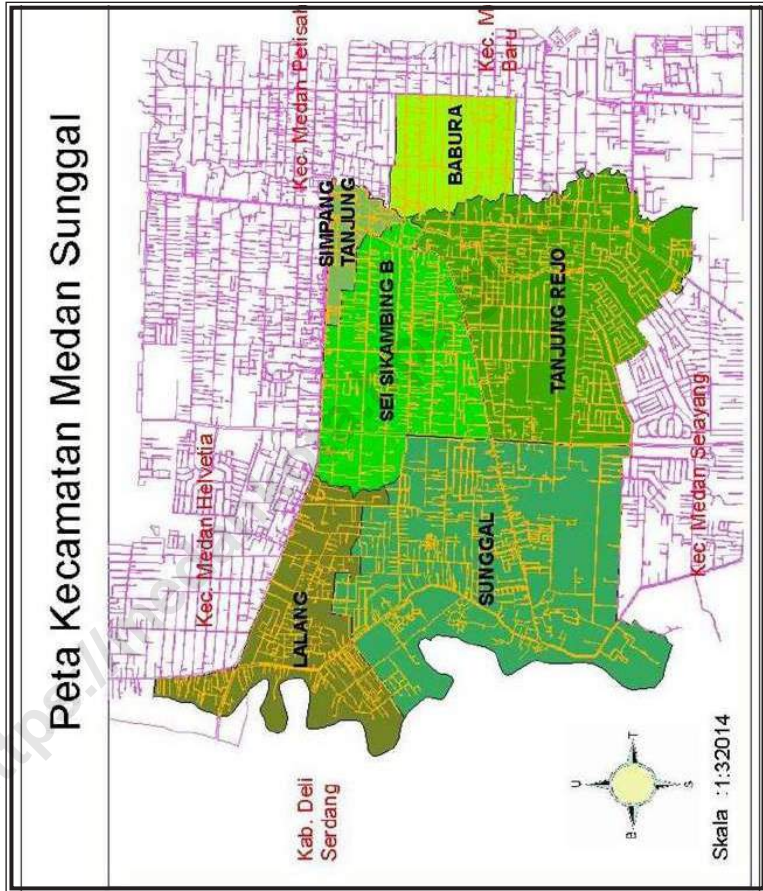 Peta Kecamatan Medan Sunggal
Kec. Medan Petisah
Kec. M
Baru
Kec. Medan Helvetia
SIMPANG
TANJUNG
BABURA
SEI SIKAMBING B
TANJUNG REJO
LALANG
SUNGGAL
Kec. Medan Selayang
Kab. Deli
Serdang
U
B
T
S
Skala : 1:32014